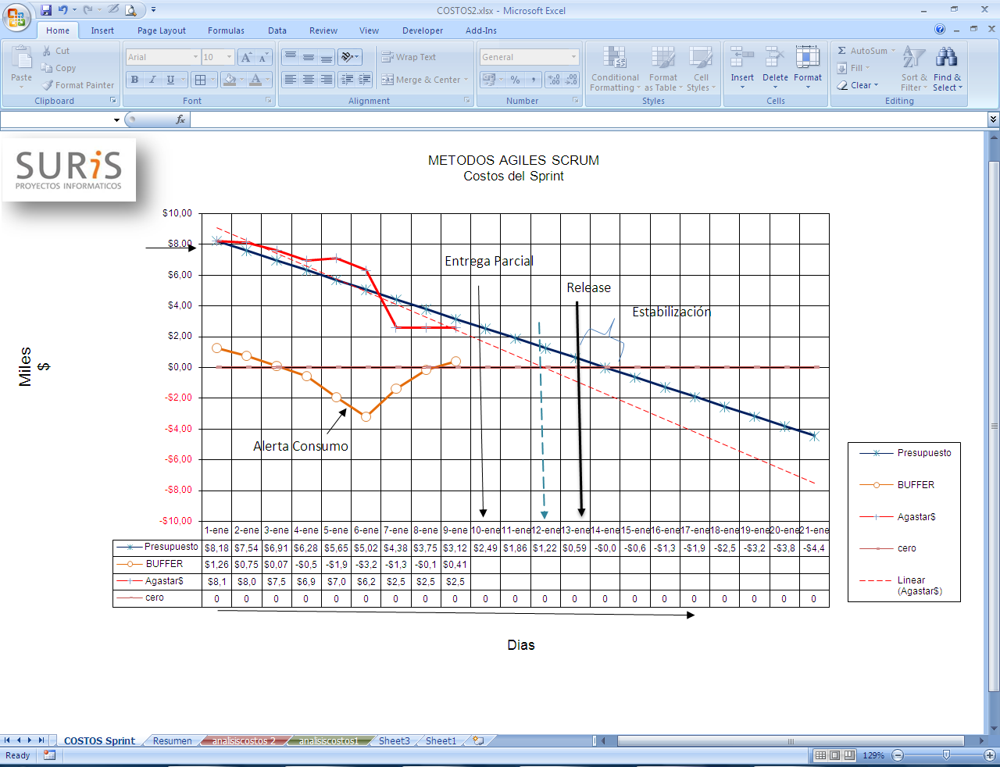 COSTOS2.xlsx - Microsoft Excel
Home Insert Page Layout Formulas Data Review View Developer Add-Ins
Paste
Cut
Copy
Format Painter
Clipboard
Arial 10
B I U
Font
Wrap Text
Merge & Center
Alignment
General
Number
Conditional Formatting
Format as Table
Cell Styles
Styles
Insert Delete Format
Cells
AutoSum
Fill
Clear
Sort & Filter
Find & Select
Editing
fx
SURiS
PROYECTOS INFORMATICOS
METODOS AGILES SCRUM
Costos del Sprint
Miles
$
$10,00
$8,00
$6,00
$4,00
$2,00
$0,00
-$2,00
-$4,00
-$6,00
-$8,00
-$10,00
Entrega Parcial
Release
Estabilización
Alerta Consumo
1-ene 2-ene 3-ene 4-ene 5-ene 6-ene 7-ene 8-ene 9-ene 10-ene 11-ene 12-ene 13-ene 14-ene 15-ene 16-ene 17-ene 18-ene 19-ene 20-ene 21-ene
Presupuesto $8,18 $7,54 $6,91 $6,28 $5,65 $5,02 $4,38 $3,75 $3,12 $2,49 $1,86 $1,22 $0,59 -$0,0 -$0,6 -$1,3 -$1,9 -$2,5 -$3,2 -$3,8 -$4,4
BUFFER $1,26 $0,75 $0,07 -$0,5 -$1,9 -$3,2 -$1,3 -$0,1 $0,41
Agastar$ $8,1 $8,0 $7,5 $6,9 $7,0 $6,2 $2,5 $2,5 $2,5
cero 0 0 0 0 0 0 0 0 0 0 0 0 0 0 0 0 0 0 0 0 0
Dias
Presupuesto
BUFFER
Agastar$
cero
Linear
(Agastar$)
COSTOS Sprint Resumen analisiscostos 2 analisiscostos1 Sheet3 Sheet1
Ready
129%